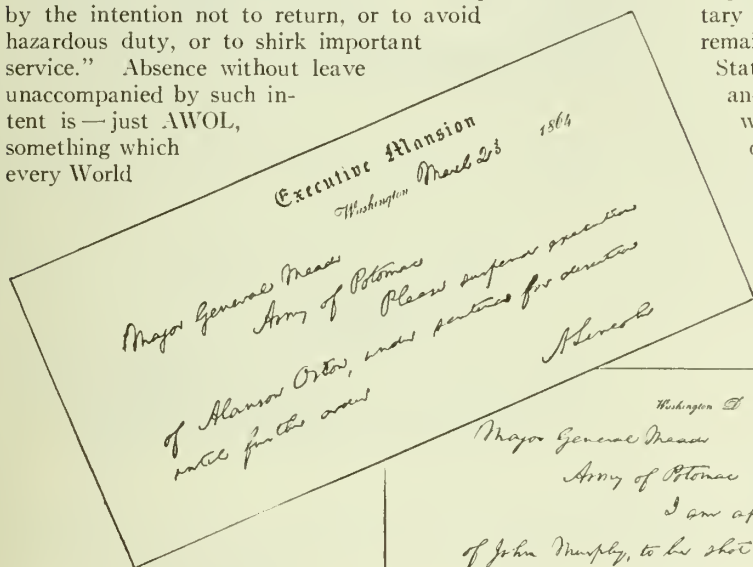 by the intention not to return, or to avoid
hazardous duty, or to shirk important
service." Absence without leave
unaccompanied by such in-
tent is — just AWOL,
something which
every World
tary
remai
Stat
an
w
Executive Mansion
Washington March 23 1864
Major General Meade
Army of Potomac
Please suspend execution
of Alanson Orton, under sentence for desertion
until further order
A Lincoln
Washington D
Major General Meade
Army of Potomac
I am ap
of John Murphy, to be shot